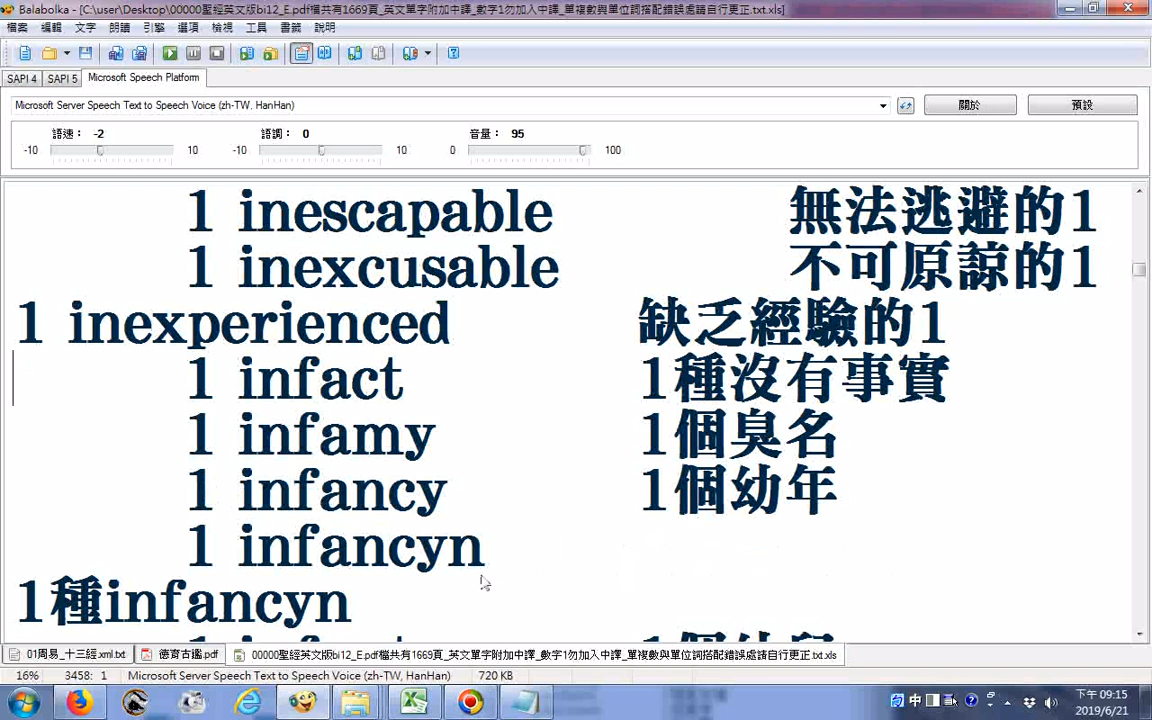 Balabolka - [C:\user\Desktop\00000聖經英文版bi12_E.pdf檔共有1669頁_英文單字附加中譯_數字1勿加入中譯_單複數與單位詞搭配錯誤處請自行更正.txt.xls]
檔案 編輯 文字 朗讀 引擎 選項 檢視 工具 書籤 說明
SAPI 4 SAPI 5 Microsoft Speech Platform
Microsoft Server Speech Text to Speech Voice (zh-TW, HanHan) 關於 預設
語速： -2 語調： 0 音量： 95
-10 10 -10 10 0 100
1 inescapable 無法逃避的1
1 inexcusable 不可原諒的1
1 inexperienced 缺乏經驗的1
1 infact 1種沒有事實
1 infamy 1個臭名
1 infancy 1個幼年
1 infancyn
1種infancyn
01周易_十三經.xml.txt 德育古鑑.pdf 00000聖經英文版bi12_E.pdf檔共有1669頁_英文單字附加中譯_數字1勿加入中譯_單複數與單位詞搭配錯誤處請自行更正.txt.xls
16% 3458: 1 Microsoft Server Speech Text to Speech Voice (zh-TW, HanHan) 720 KB
中 下午 09:15
2019/6/21